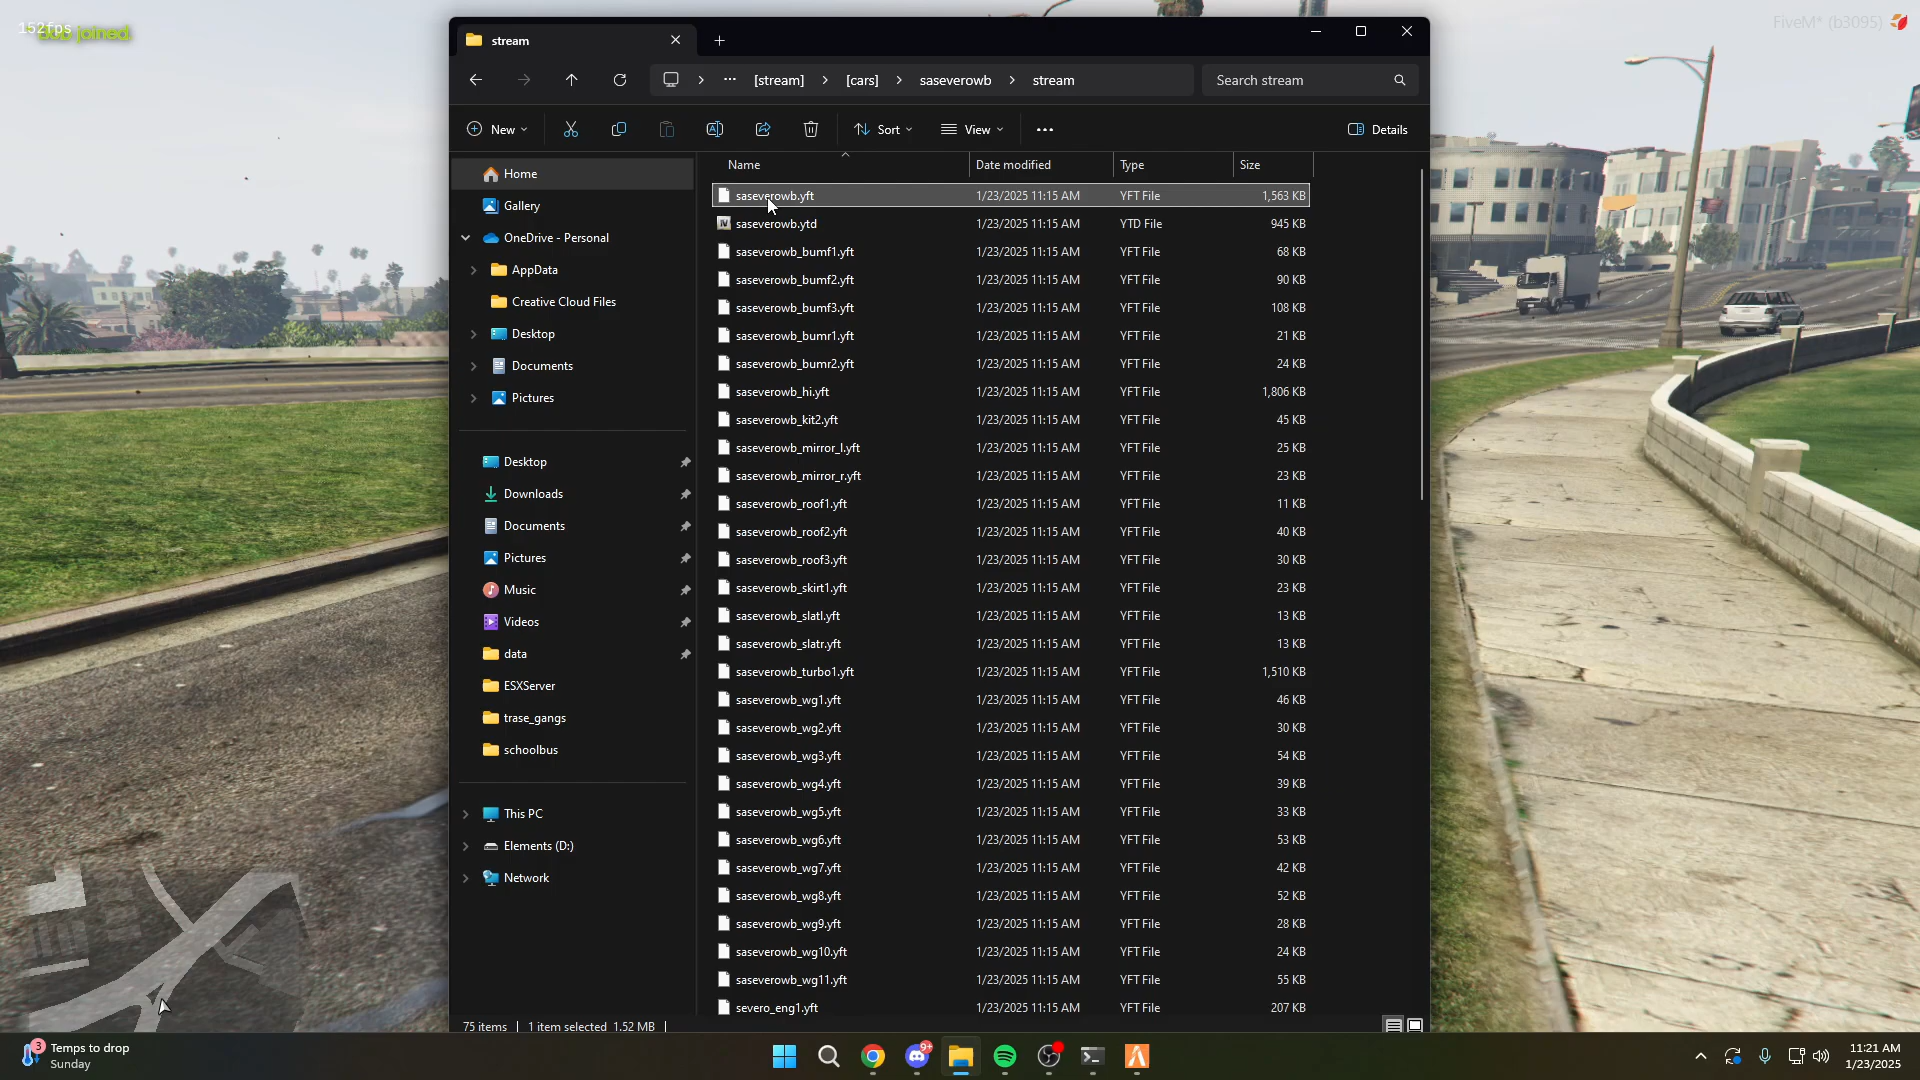 152fps
joined.
FiveM* (b3095)
stream
[stream]
[cars]
saseverowb
stream
Search stream
New
Sort
View
Details
Name
Date modified
Type
Size
Home
Gallery
OneDrive - Personal
AppData
Creative Cloud Files
Desktop
Documents
Pictures
Desktop
Downloads
Documents
Pictures
Music
Videos
data
ESXServer
trase_gangs
schoolbus
This PC
Elements (D:)
Network
saseverowb.yft 1/23/2025 11:15 AM YFT File 1,563 KB
saseverowb.ytd 1/23/2025 11:15 AM YTD File 945 KB
saseverowb_bumf1.yft 1/23/2025 11:15 AM YFT File 68 KB
saseverowb_bumf2.yft 1/23/2025 11:15 AM YFT File 90 KB
saseverowb_bumf3.yft 1/23/2025 11:15 AM YFT File 108 KB
saseverowb_bumr1.yft 1/23/2025 11:15 AM YFT File 21 KB
saseverowb_bumr2.yft 1/23/2025 11:15 AM YFT File 24 KB
saseverowb_hi.yft 1/23/2025 11:15 AM YFT File 1,806 KB
saseverowb_kit2.yft 1/23/2025 11:15 AM YFT File 45 KB
saseverowb_mirror_l.yft 1/23/2025 11:15 AM YFT File 25 KB
saseverowb_mirror_r.yft 1/23/2025 11:15 AM YFT File 23 KB
saseverowb_roof1.yft 1/23/2025 11:15 AM YFT File 11 KB
saseverowb_roof2.yft 1/23/2025 11:15 AM YFT File 40 KB
saseverowb_roof3.yft 1/23/2025 11:15 AM YFT File 30 KB
saseverowb_skirt1.yft 1/23/2025 11:15 AM YFT File 23 KB
saseverowb_slatl.yft 1/23/2025 11:15 AM YFT File 13 KB
saseverowb_slatr.yft 1/23/2025 11:15 AM YFT File 13 KB
saseverowb_turbo1.yft 1/23/2025 11:15 AM YFT File 1,510 KB
saseverowb_wg1.yft 1/23/2025 11:15 AM YFT File 46 KB
saseverowb_wg2.yft 1/23/2025 11:15 AM YFT File 30 KB
saseverowb_wg3.yft 1/23/2025 11:15 AM YFT File 54 KB
saseverowb_wg4.yft 1/23/2025 11:15 AM YFT File 39 KB
saseverowb_wg5.yft 1/23/2025 11:15 AM YFT File 33 KB
saseverowb_wg6.yft 1/23/2025 11:15 AM YFT File 53 KB
saseverowb_wg7.yft 1/23/2025 11:15 AM YFT File 42 KB
saseverowb_wg8.yft 1/23/2025 11:15 AM YFT File 52 KB
saseverowb_wg9.yft 1/23/2025 11:15 AM YFT File 28 KB
saseverowb_wg10.yft 1/23/2025 11:15 AM YFT File 24 KB
saseverowb_wg11.yft 1/23/2025 11:15 AM YFT File 55 KB
severo_eng1.yft 1/23/2025 11:15 AM YFT File 207 KB
75 items
1 item selected 1.52 MB
3
Temps to drop
Sunday
9+
11:21 AM
1/23/2025